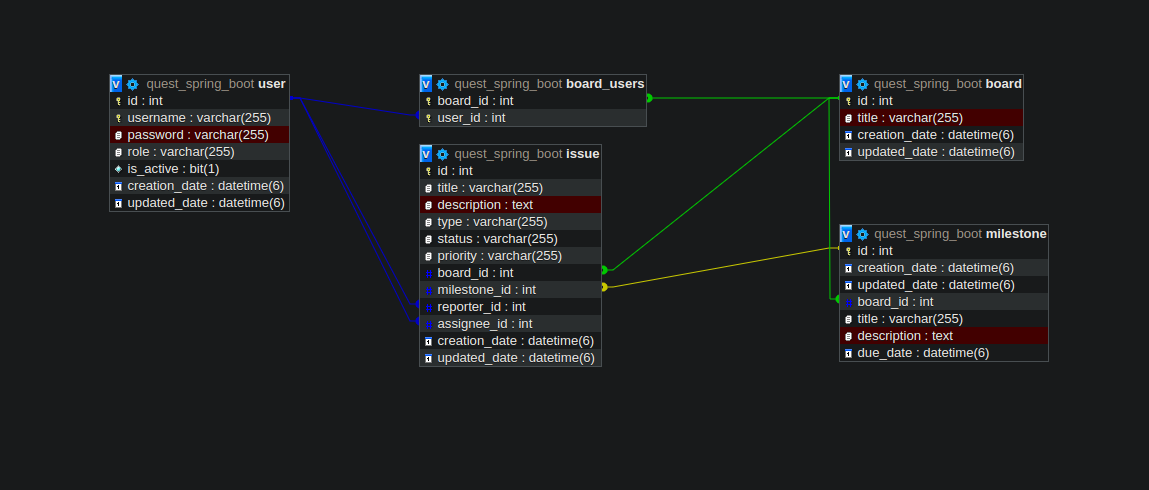 v quest_spring_boot user
id : int
username : varchar(255)
password : varchar(255)
role : varchar(255)
is_active : bit(1)
creation_date : datetime(6)
updated_date : datetime(6)
v quest_spring_boot board_users
board_id : int
user_id : int
v quest_spring_boot issue
id : int
title : varchar(255)
description : text
type : varchar(255)
status : varchar(255)
priority : varchar(255)
board_id : int
milestone_id : int
reporter_id : int
assignee_id : int
creation_date : datetime(6)
updated_date : datetime(6)
v quest_spring_boot board
id : int
title : varchar(255)
creation_date : datetime(6)
updated_date : datetime(6)
v quest_spring_boot milestone
id : int
creation_date : datetime(6)
updated_date : datetime(6)
board_id : int
title : varchar(255)
description : text
due_date : datetime(6)